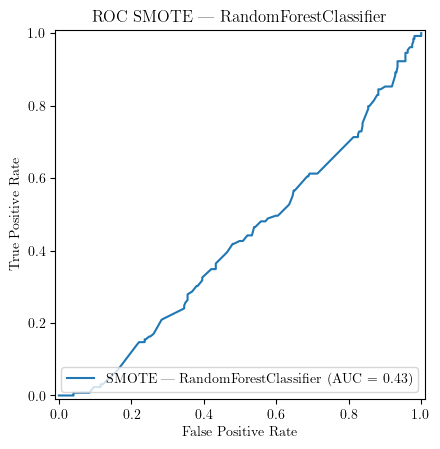 ROC SMOTE — RandomForestClassifier
1.0
0.8
0.6
0.4
0.2
0.0
True Positive Rate
SMOTE — RandomForestClassifier (AUC = 0.43)
0.0 0.2 0.4 0.6 0.8 1.0
False Positive Rate